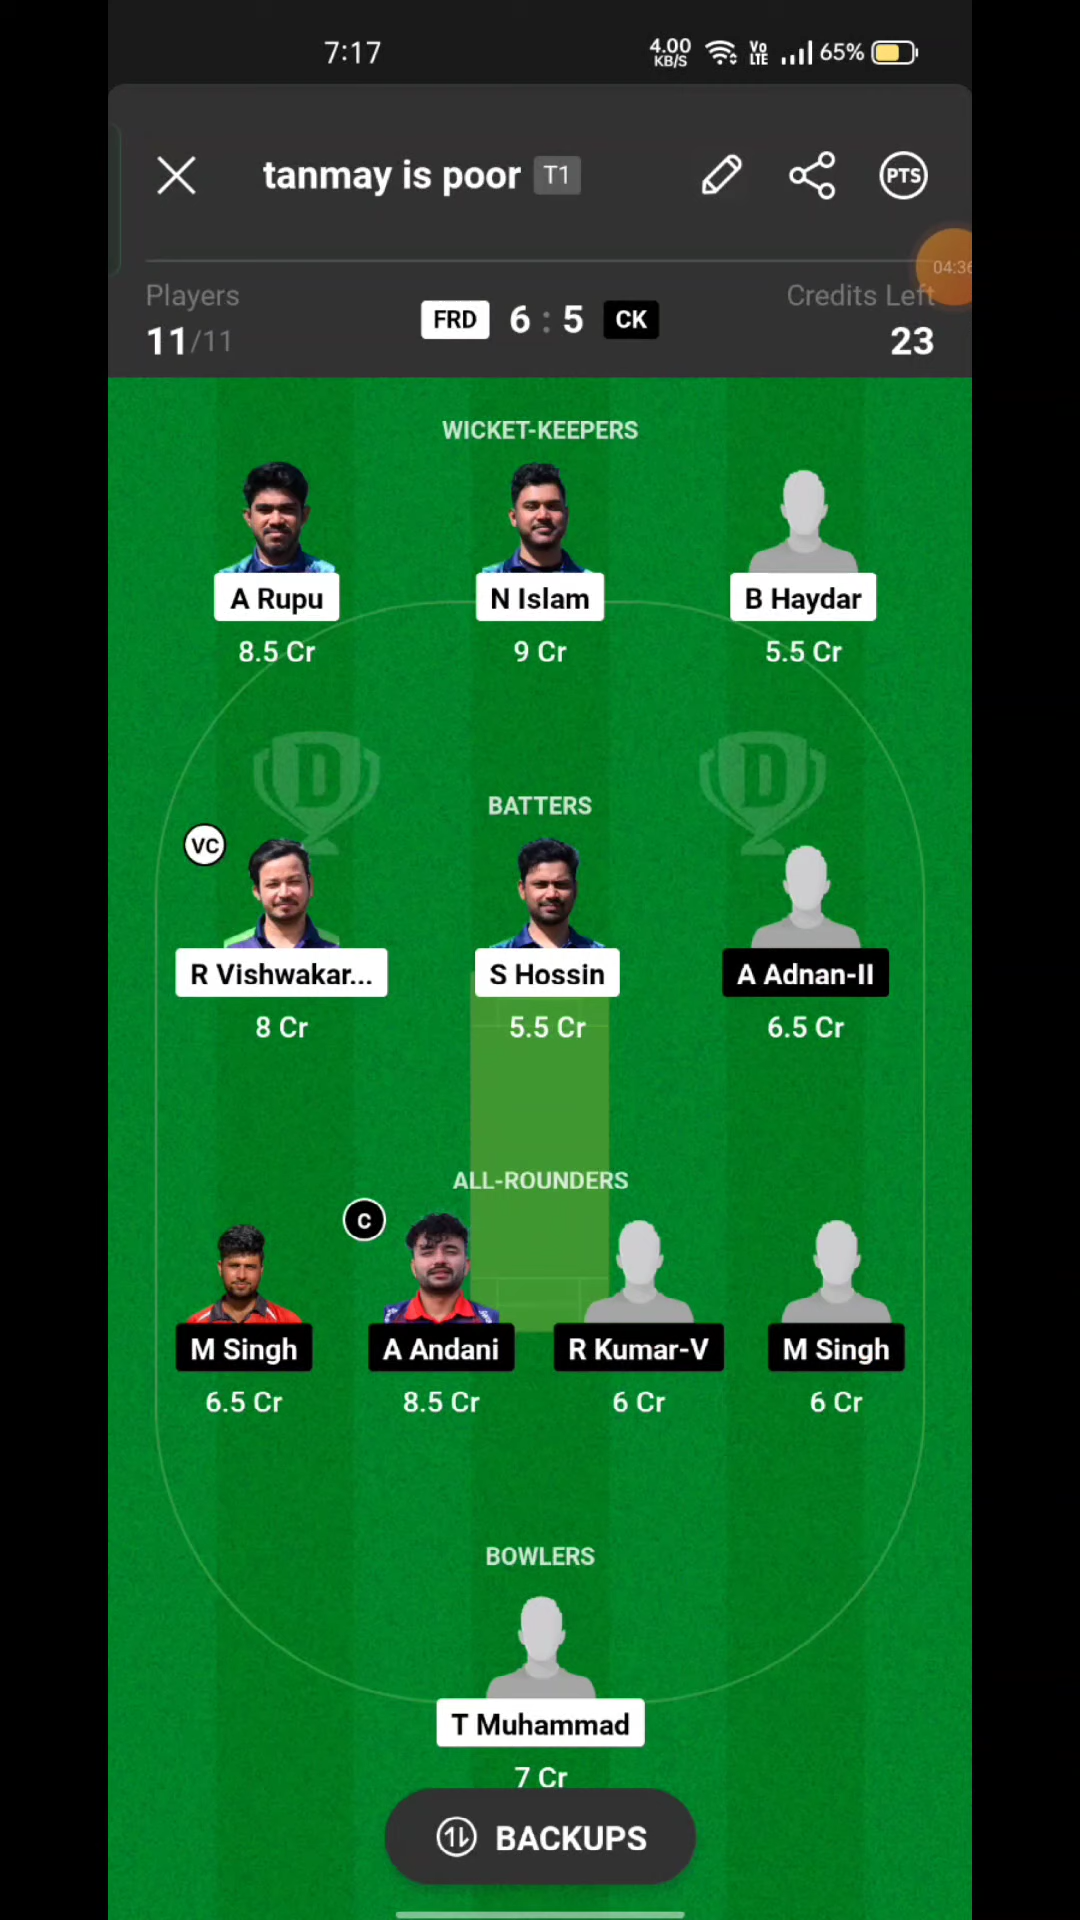 7:17 4.00 KB/S Vo LTE 65%
tanmay is poor T1 PTS
04:36
Players Credits Left
11/11 FRD 6 : 5 CK 23
WICKET-KEEPERS
A Rupu N Islam B Haydar
8.5 Cr 9 Cr 5.5 Cr
D D
BATTERS
VC
R Vishwakar... S Hossin A Adnan-II
8 Cr 5.5 Cr 6.5 Cr
ALL-ROUNDERS
C
M Singh A Andani R Kumar-V M Singh
6.5 Cr 8.5 Cr 6 Cr 6 Cr
BOWLERS
T Muhammad
7 Cr
BACKUPS